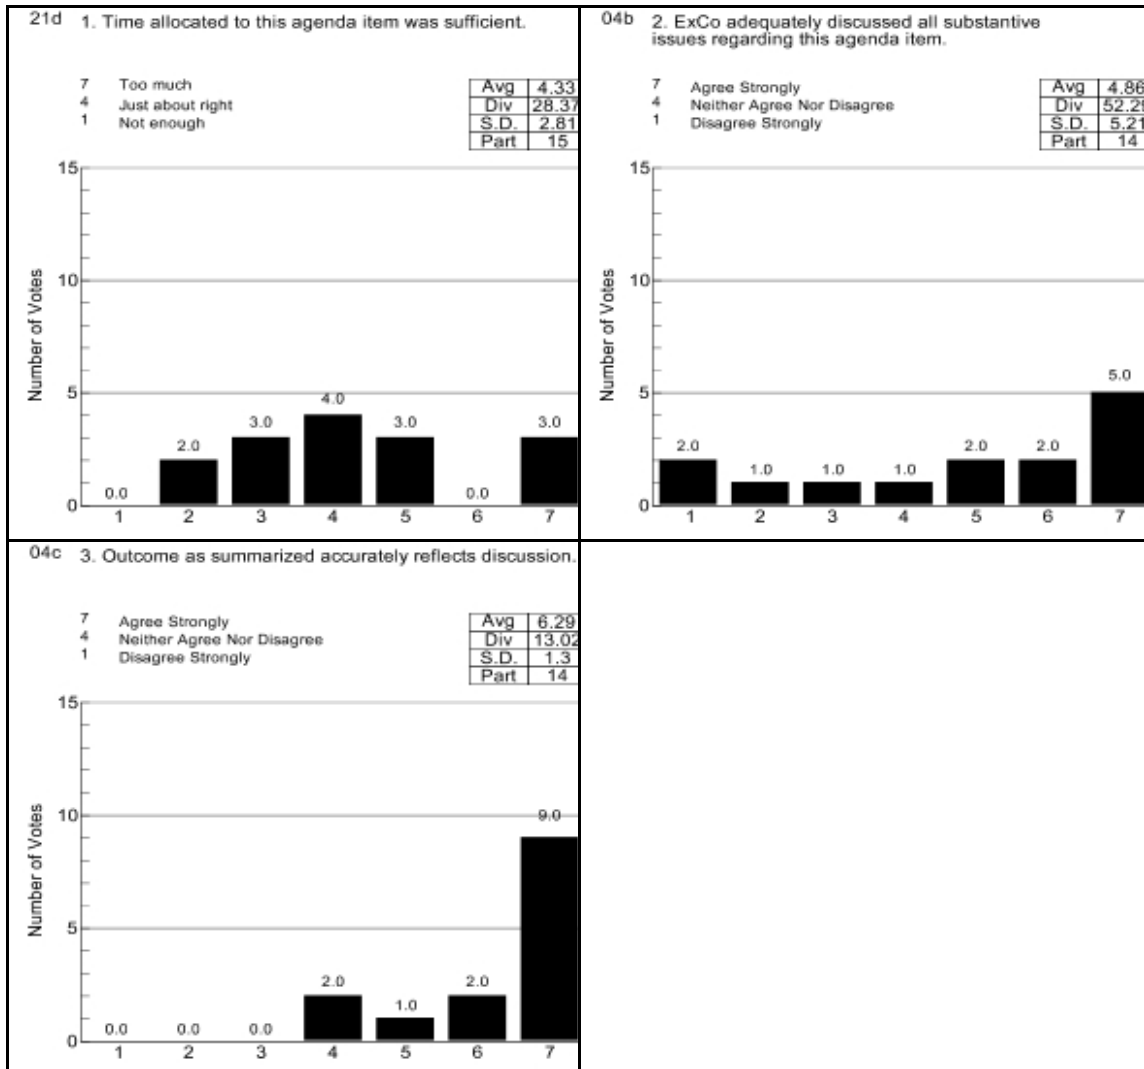 21d 1. Time allocated to this agenda item was sufficient.
7 Too much
4 Just about right
1 Not enough
Avg 4.33
Div 28.37
S.D. 2.81
Part 15
15
10
5
0
Number of Votes
0.0 2.0 3.0 4.0 3.0 0.0 3.0
1 2 3 4 5 6 7
04b 2. ExCo adequately discussed all substantive
issues regarding this agenda item.
7 Agree Strongly
4 Neither Agree Nor Disagree
1 Disagree Strongly
Avg 4.86
Div
S.D. 5.21
Part 14
15
10
5
0
Number of Votes
2.0 1.0 1.0 1.0 2.0 2.0 5.0
1 2 3 4 5 6 7
04c 3. Outcome as summarized accurately reflects discussion.
7 Agree Strongly
4 Neither Agree Nor Disagree
1 Disagree Strongly
Avg 6.29
Div 13.02
S.D. 1.3
Part 14
15
10
5
0
Number of Votes
0.0 0.0 0.0 2.0 1.0 2.0 9.0
1 2 3 4 5 6 7